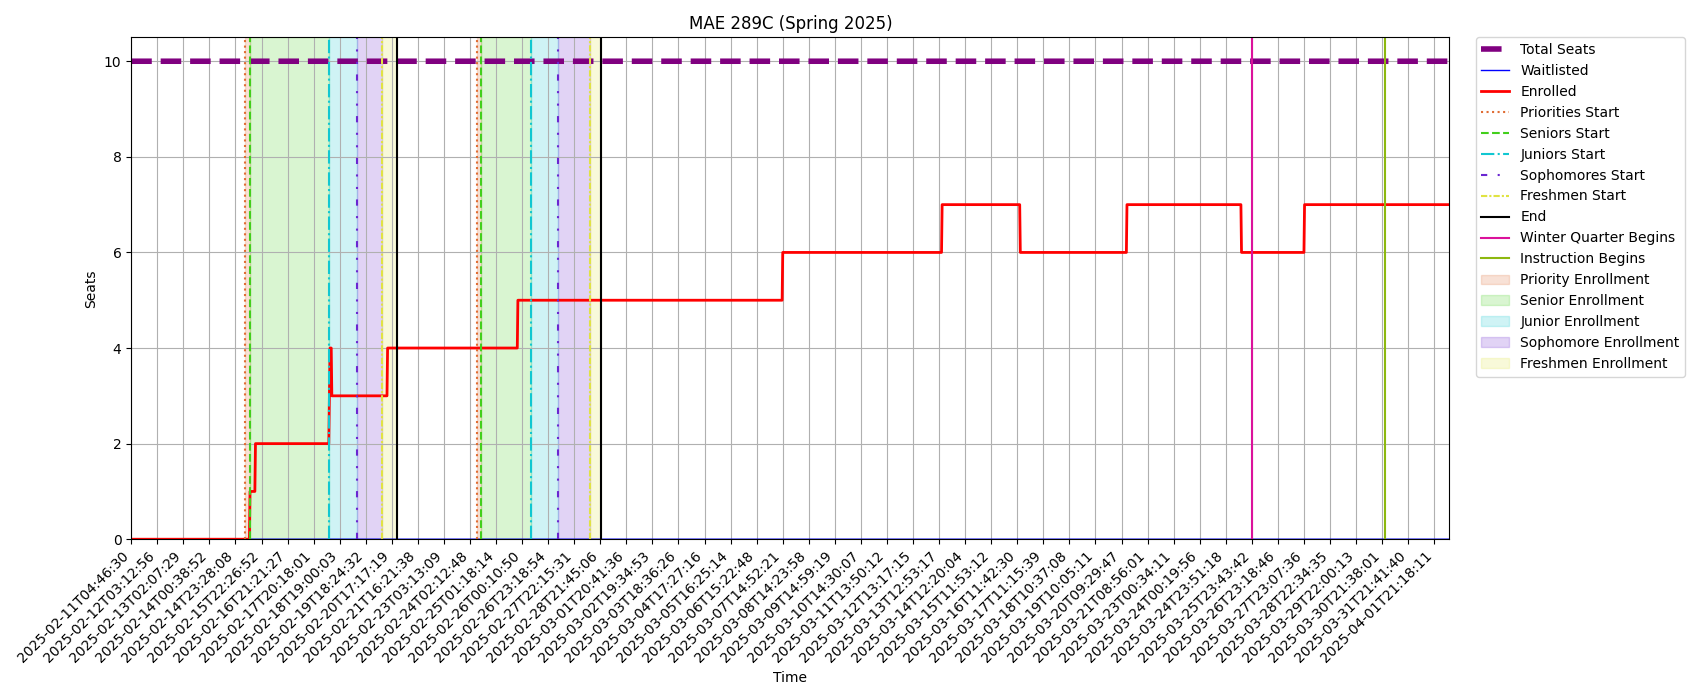 MAE 289C (Spring 2025)
Total Seats
Waitlisted
Enrolled
Priorities Start
Seniors Start
Juniors Start
Sophomores Start
Freshmen Start
End
Winter Quarter Begins
Instruction Begins
Priority Enrollment
Senior Enrollment
Junior Enrollment
Sophomore Enrollment
Freshmen Enrollment
Seats
10
8
6
4
2
0
2025-02-11T04:46:30
2025-02-12T03:12:56
2025-02-13T02:07:29
2025-02-14T00:38:52
2025-02-14T23:28:08
2025-02-15T22:26:52
2025-02-16T21:21:27
2025-02-17T20:18:01
2025-02-18T19:00:03
2025-02-19T18:24:32
2025-02-20T17:17:19
2025-02-21T16:21:38
2025-02-23T03:13:09
2025-02-24T02:12:48
2025-02-25T01:18:14
2025-02-26T00:10:50
2025-02-26T23:18:54
2025-02-27T22:15:31
2025-02-28T21:45:06
2025-03-01T20:41:36
2025-03-02T19:34:53
2025-03-03T18:36:26
2025-03-04T17:27:16
2025-03-05T16:25:14
2025-03-06T15:22:48
2025-03-07T14:52:21
2025-03-08T14:23:58
2025-03-09T14:59:19
2025-03-10T14:30:07
2025-03-11T13:50:12
2025-03-12T13:17:15
2025-03-13T12:53:17
2025-03-14T12:20:04
2025-03-15T11:53:12
2025-03-16T11:42:30
2025-03-17T11:15:39
2025-03-18T10:37:08
2025-03-19T10:05:11
2025-03-20T09:29:47
2025-03-21T08:56:01
2025-03-23T00:34:11
2025-03-24T00:19:56
2025-03-24T23:51:18
2025-03-25T23:43:42
2025-03-26T23:18:46
2025-03-27T23:07:36
2025-03-28T22:34:35
2025-03-29T22:00:13
2025-03-30T21:38:01
2025-03-31T21:41:40
2025-04-01T21:18:11
Time